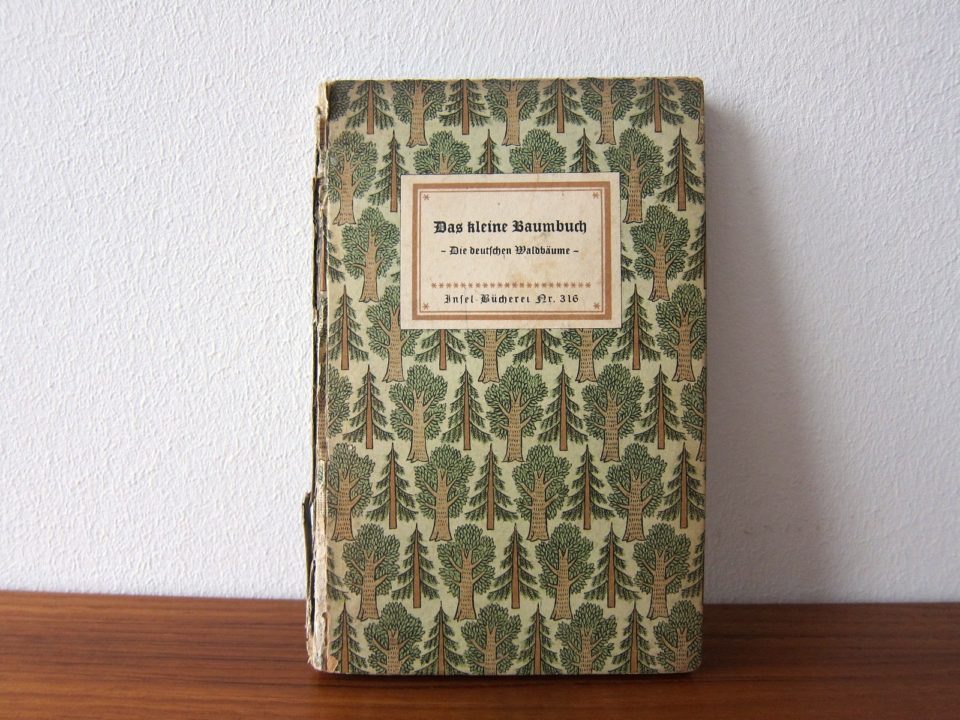 Das kleine Baumbuch
– Die deutſchen Waldbäume –
Inſel-Bücherei Nr. 316